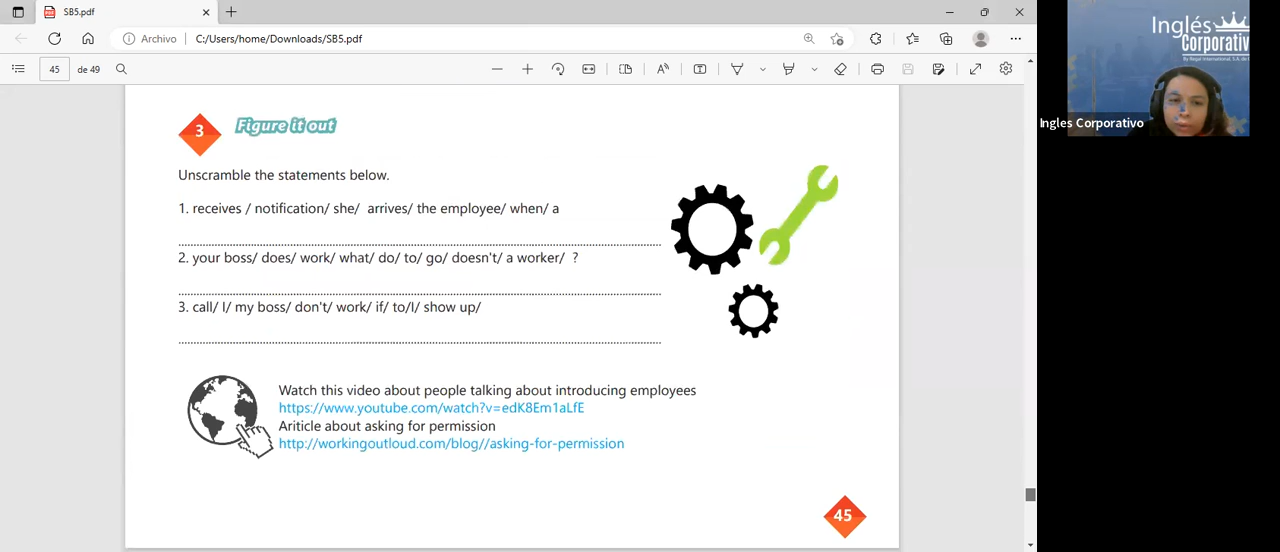 SB5.pdf
Archivo
C:/Users/home/Downloads/SB5.pdf
45
de 49
3
Figure it out
Unscramble the statements below.
1. receives / notification/ she/ arrives/ the employee/ when/ a
2. your boss/ does/ work/ what/ do/ to/ go/ doesn't/ a worker/ ?
3. call/ I/ my boss/ don't/ work/ if/ to/I/ show up/
Watch this video about people talking about introducing employees
https://www.youtube.com/watch?v=edK8Em1aLfE
Ariticle about asking for permission
http://workingoutloud.com/blog//asking-for-permission
45
Inglés
Corporativ
Ingles Corporativo